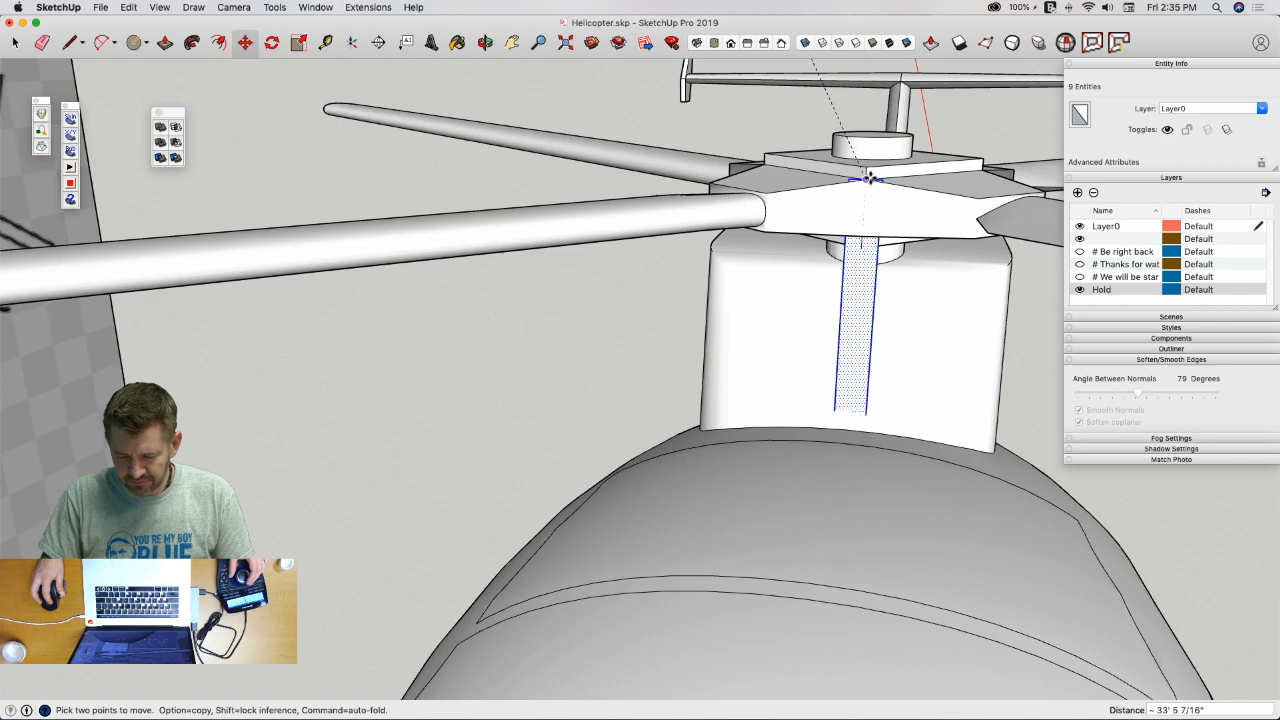 SketchUp File Edit View Draw Camera Tools Window Extensions Help
100% Fri 2:35 PM
Heilcopter.skp - SketchUp Pro 2019
Entity Info
9 Entities
Layer: Layer0
Toggles:
Advanced Attributes
Layers
Name Dashes
Layer0 Default
Default
# Be right back Default
# Thanks for wat Default
# We will be star Default
Hold Default
Scenes
Styles
Components
Outliner
Soften/Smooth Edges
Angle Between Normals 79 Degrees
Smooth Normals
Soften coplanar
Fog Settings
Shadow Settings
Match Photo
YOU'RE MY BOY
BLUE
Pick two points to move. Option=copy, Shift=lock inference, Command=auto-fold.
Distance ~ 33' 5 7/16"